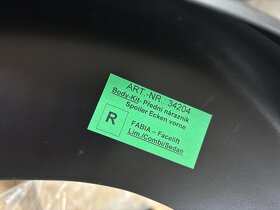 ART.-NR.: 34204
Body-Kit- Přední nárazník
Spoiler Ecken vorne
R
FABIA – Facelift
Lim./Combi/Sedan